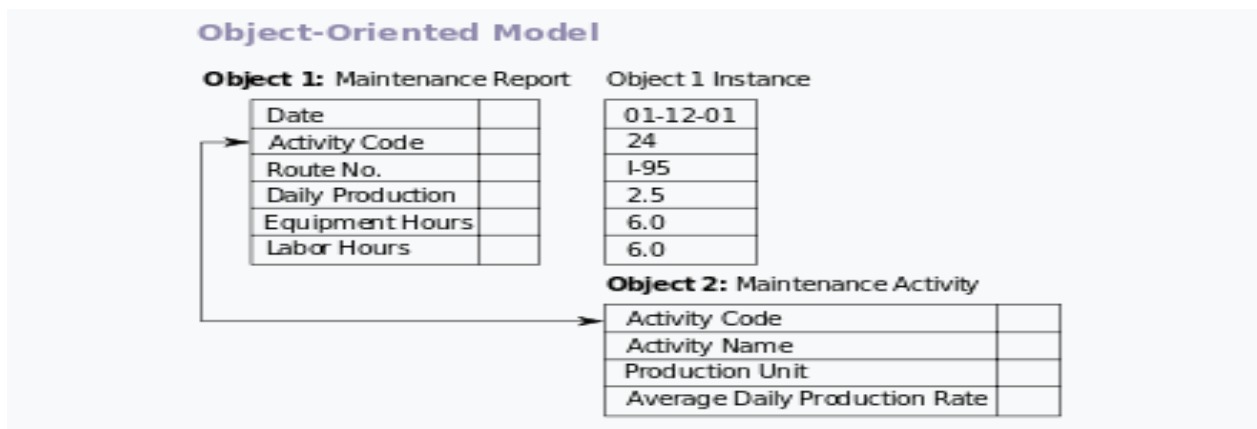 Object-Oriented Model
Object 1: Maintenance Report
Object 1 Instance
Date
01-12-01
Activity Code
24
Route No.
I-95
Daily Production
2.5
Equipment Hours
6.0
Labor Hours
6.0
Object 2: Maintenance Activity
Activity Code
Activity Name
Production Unit
Average Daily Production Rate